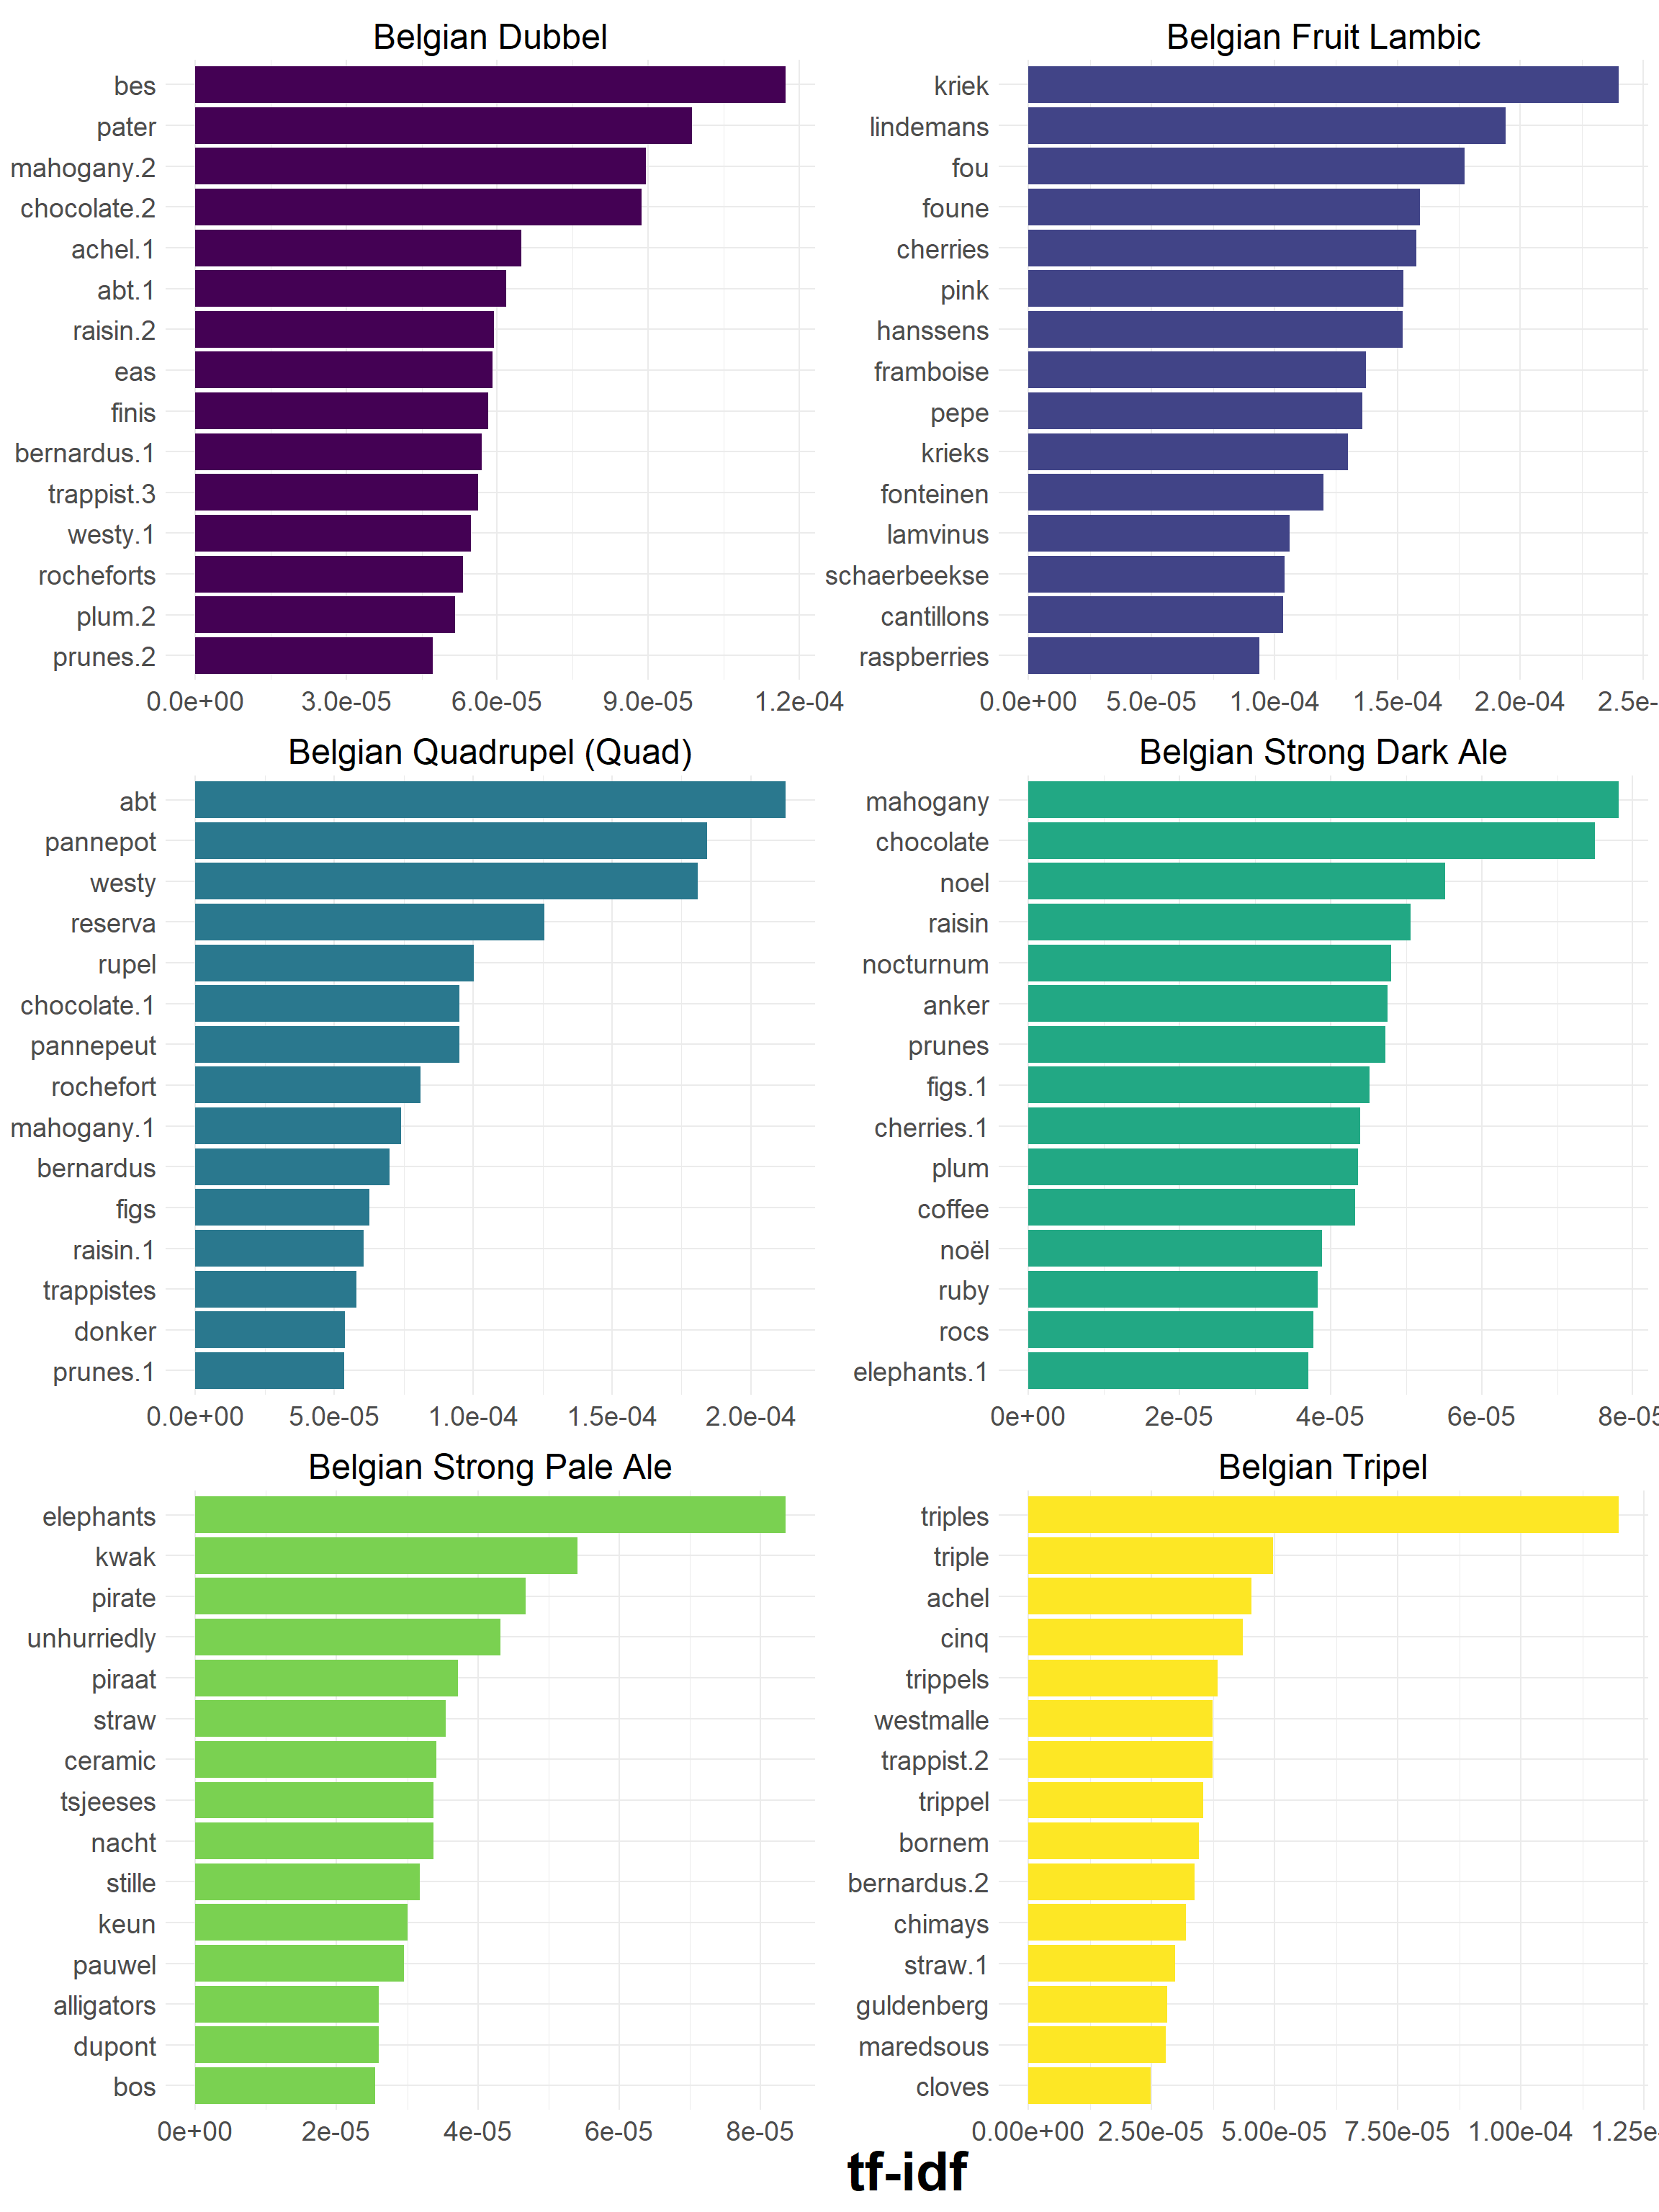 Belgian Dubbel
bes
pater
mahogany.2
chocolate.2
achel.1
abt.1
raisin.2
eas
finis
bernardus.1
trappist.3
westy.1
rocheforts
plum.2
prunes.2
0.0e+00 3.0e-05 6.0e-05 9.0e-05 1.2e-04
Belgian Fruit Lambic
kriek
lindemans
fou
foune
cherries
pink
hanssens
framboise
pepe
krieks
fonteinen
lamvinus
schaerbeekse
cantillons
raspberries
0.0e+00 5.0e-05 1.0e-04 1.5e-04 2.0e-04 2.5e-
Belgian Quadrupel (Quad)
abt
pannepot
westy
reserva
rupel
chocolate.1
pannepeut
rochefort
mahogany.1
bernardus
figs
raisin.1
trappistes
donker
prunes.1
0.0e+00 5.0e-05 1.0e-04 1.5e-04 2.0e-04
Belgian Strong Dark Ale
mahogany
chocolate
noel
raisin
nocturnum
anker
prunes
figs.1
cherries.1
plum
coffee
noël
ruby
rocs
elephants.1
0e+00 2e-05 4e-05 6e-05 8e-05
Belgian Strong Pale Ale
elephants
kwak
pirate
unhurriedly
piraat
straw
ceramic
tsjeeses
nacht
stille
keun
pauwel
alligators
dupont
bos
0e+00 2e-05 4e-05 6e-05 8e-05
Belgian Tripel
triples
triple
achel
cinq
trippels
westmalle
trappist.2
trippel
bornem
bernardus.2
chimays
straw.1
guldenberg
maredsous
cloves
0.00e+00 2.50e-05 5.00e-05 7.50e-05 1.00e-04 1.25e-
tf-idf